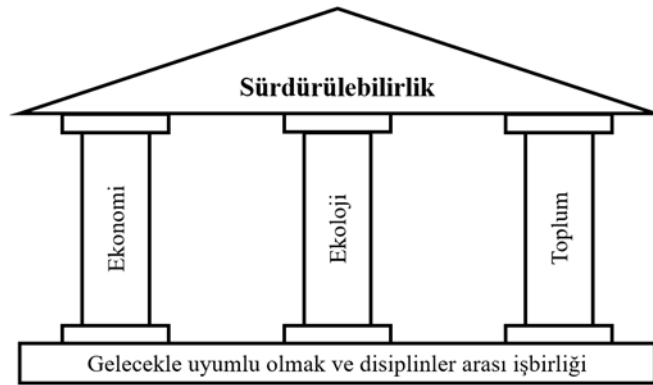 Sürdürülebilirlik
Ekonomi
Ekoloji
Toplum
Gelecekle uyumlu olmak ve disiplinler arası işbirliği